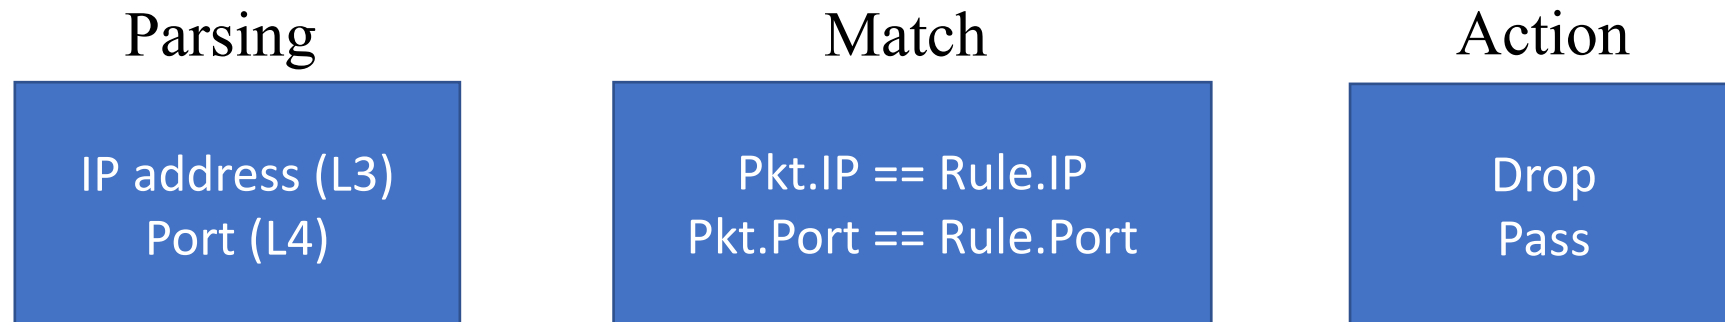 Parsing
IP address (L3)
Port (L4)
Match
Pkt.IP == Rule.IP
Pkt.Port == Rule.Port
Action
Drop
Pass